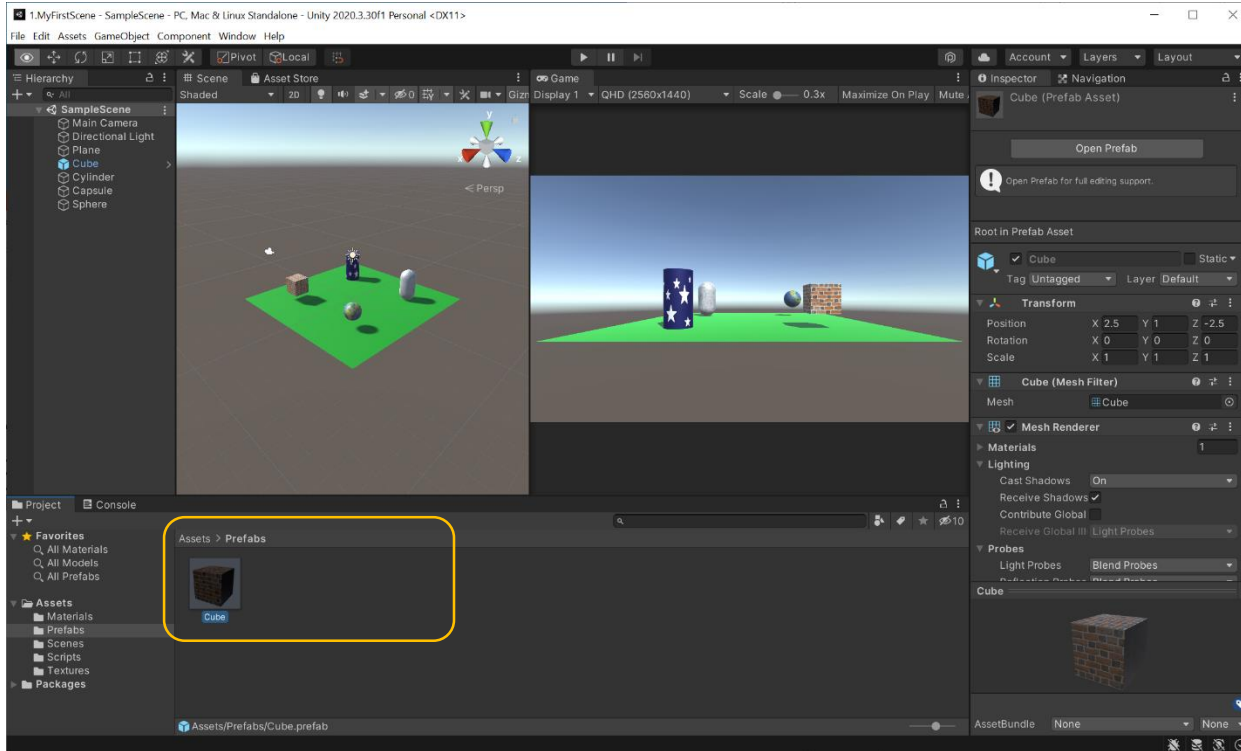 1.MyFirstScene - SampleScene - PC, Mac & Linux Standalone - Unity 2020.3.30f1 Personal <DX11>
File Edit Assets GameObject Component Window Help
Pivot Local
Account Layers Layout
Hierarchy
All
SampleScene
Main Camera
Directional Light
Plane
Cube
Cylinder
Capsule
Sphere
Scene Asset Store
Shaded 2D 0 Gizn
y
x z
Persp
Game
Display 1 QHD (2560x1440) Scale 0.3x Maximize On Play Mute
Inspector Navigation
Cube (Prefab Asset)
Open Prefab
Open Prefab for full editing support.
Root in Prefab Asset
Cube Static
Tag Untagged Layer Default
Transform
Position X 2.5 Y 1 Z -2.5
Rotation X 0 Y 0 Z 0
Scale X 1 Y 1 Z 1
Cube (Mesh Filter)
Mesh Cube
Mesh Renderer
Materials 1
Lighting
Cast Shadows On
Receive Shadows
Contribute Global
Receive Global Ill Light Probes
Probes
Light Probes Blend Probes
Cube
AssetBundle None None
Project Console
10
Favorites
All Materials
All Models
All Prefabs
Assets
Materials
Prefabs
Scenes
Scripts
Textures
Packages
Assets > Prefabs
Cube
Assets/Prefabs/Cube.prefab